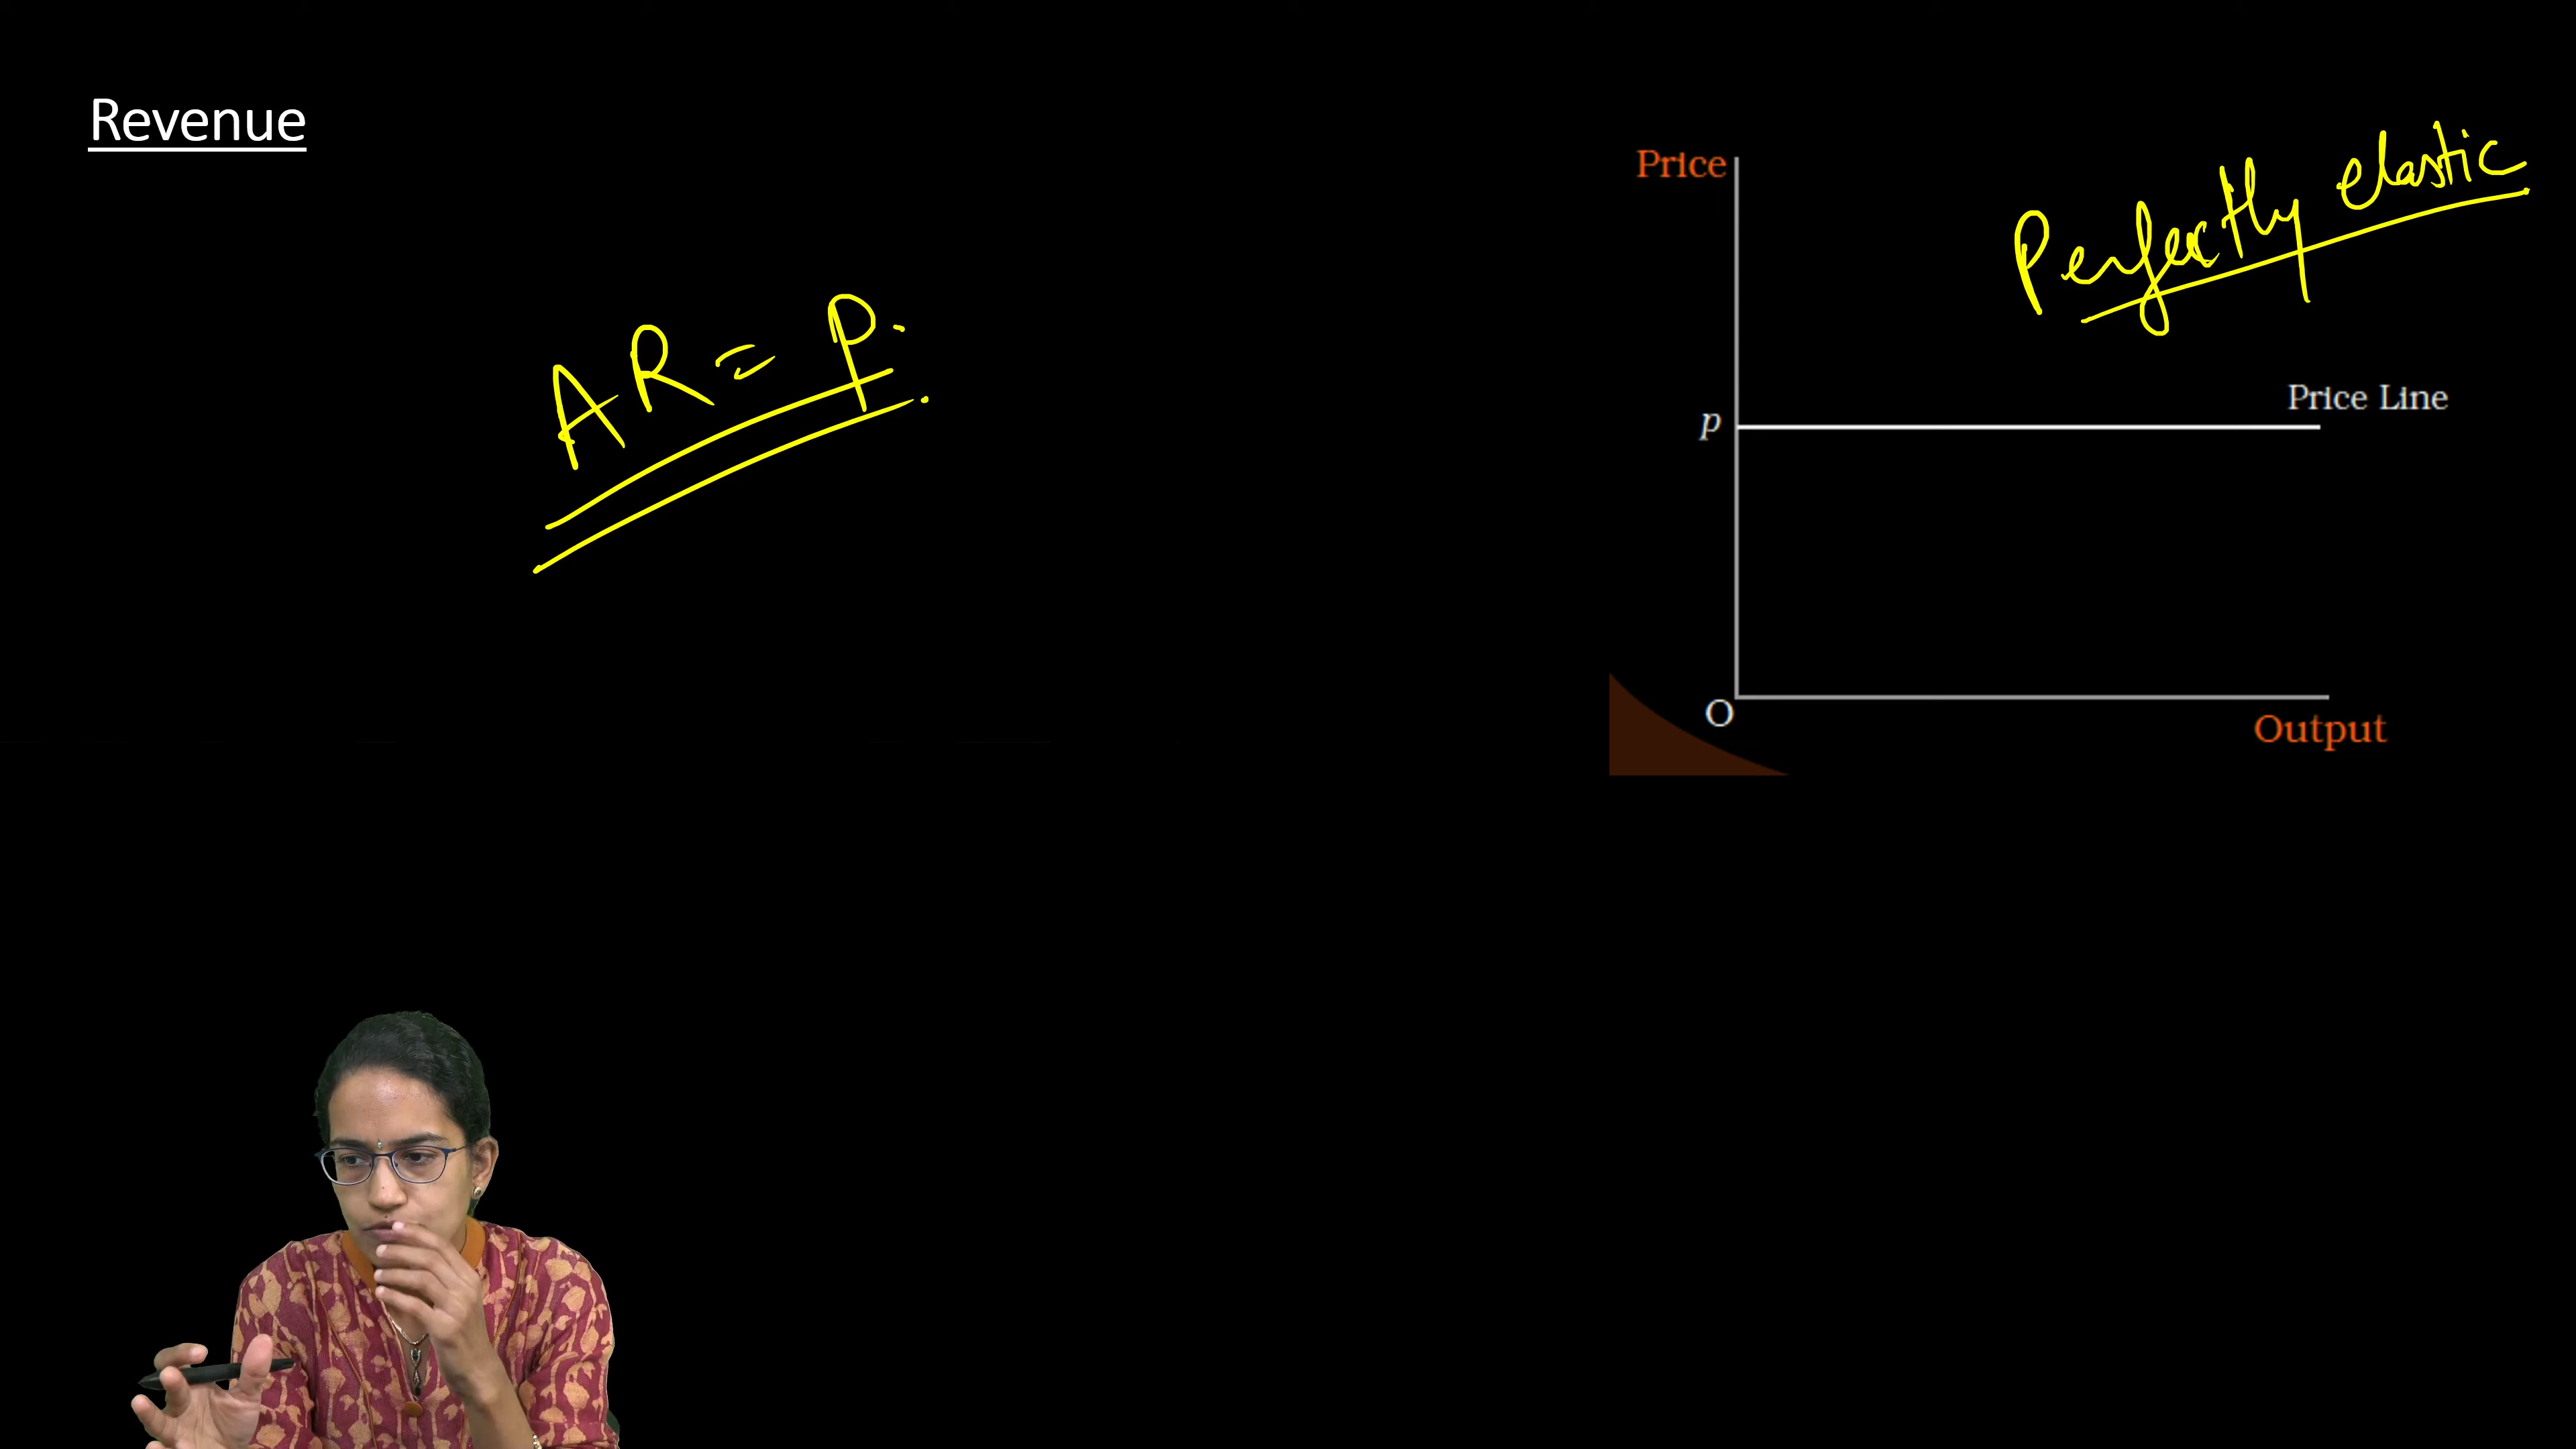 Revenue
AR = P.
Perfectly elastic
Price
Price Line
p
O
Output